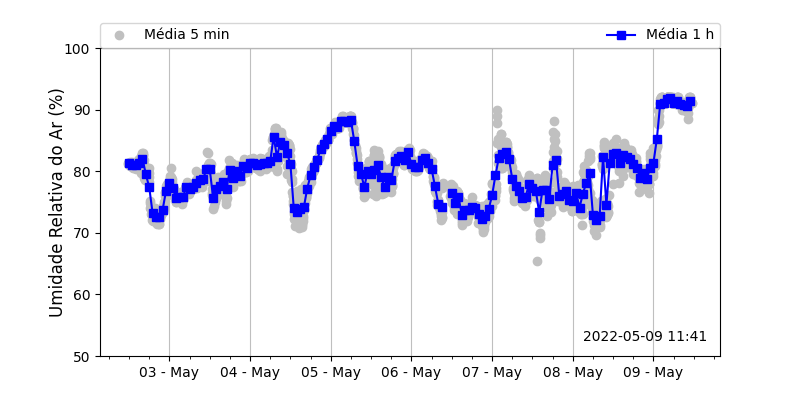 Média 5 min
Média 1 h
Umidade Relativa do Ar (%)
100
90
80
70
60
50
2022-05-09 11:41
03 - May
04 - May
05 - May
06 - May
07 - May
08 - May
09 - May